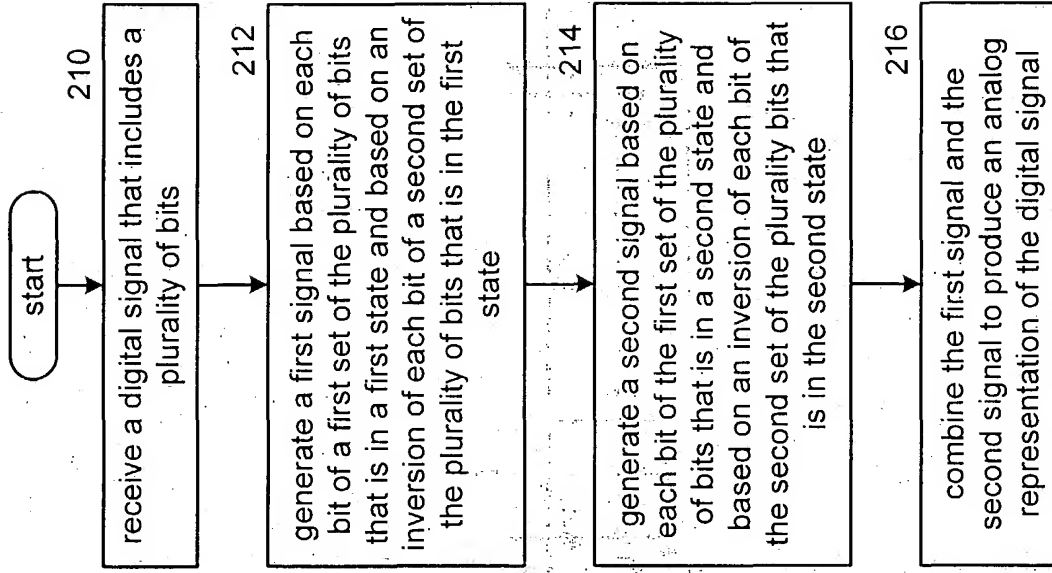 start
210
receive a digital signal that includes a
plurality of bits
212
generate a first signal based on each
bit of a first set of the plurality of bits
that is in a first state and based on an
inversion of each bit of a second set of
the plurality of bits that is in the first
state
214
generate a second signal based on
each bit of the first set of the plurality
of bits that is in a second state and
based on an inversion of each bit of
the second set of the plurality bits that
is in the second state
216
combine the first signal and the
second signal to produce an analog
representation of the digital signal